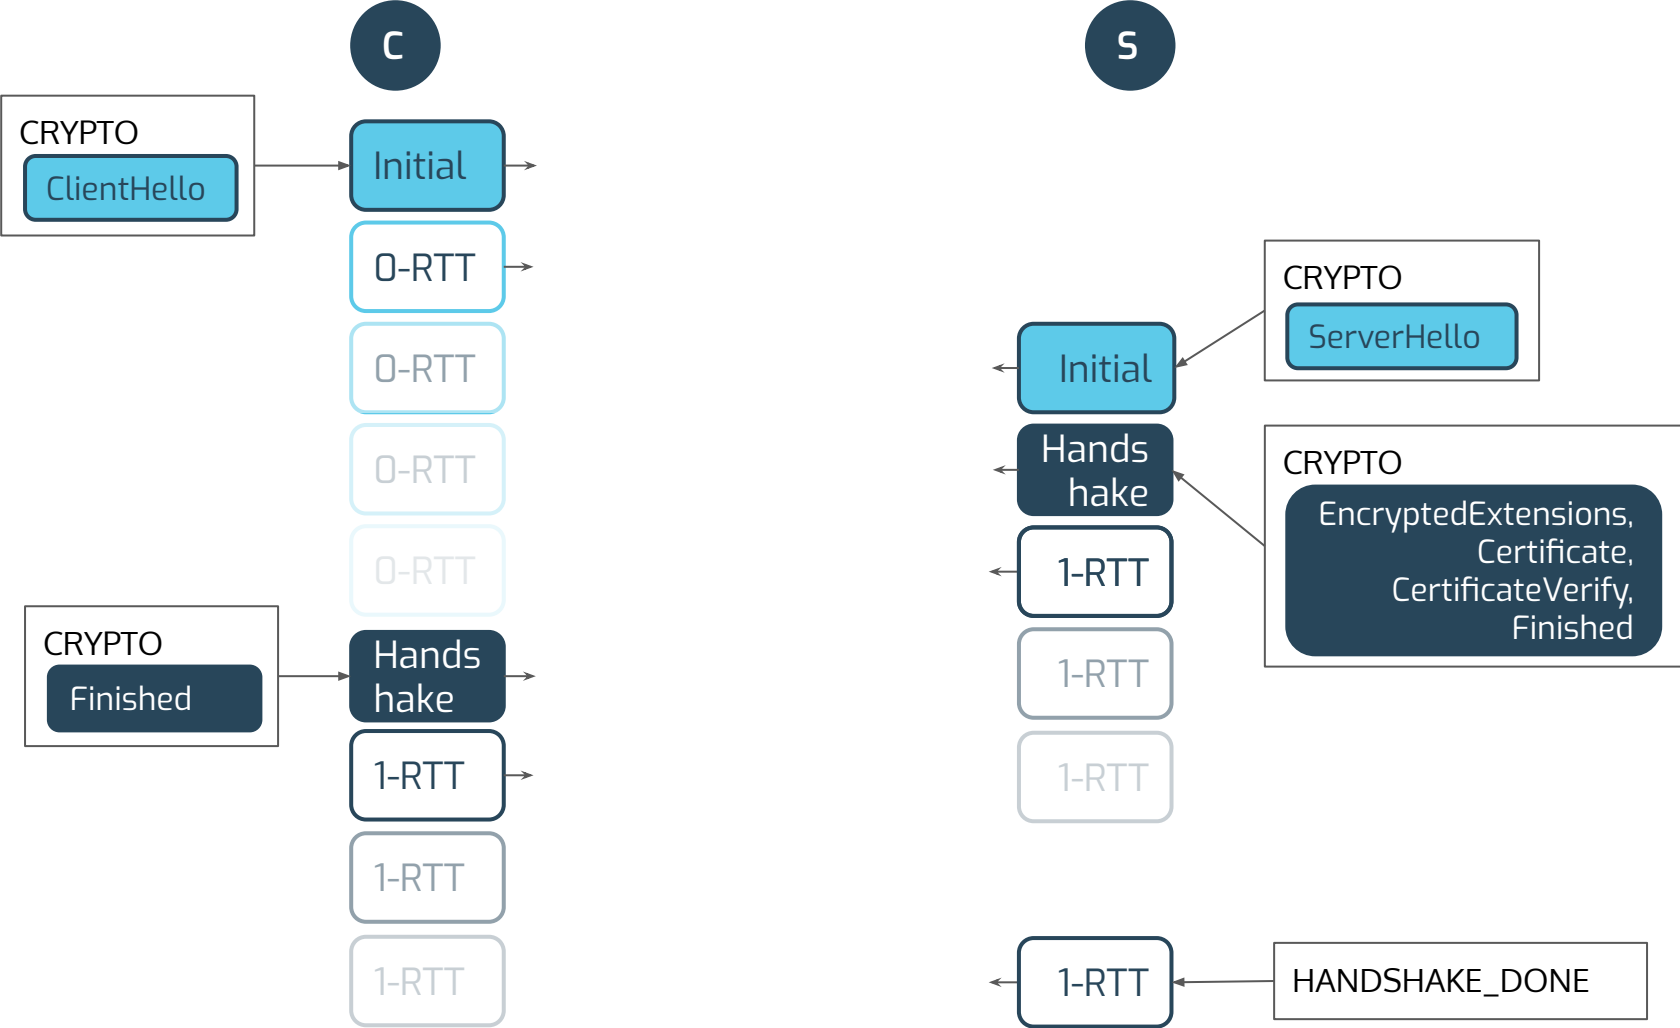 C
S
CRYPTO
ClientHello
Initial
0-RTT
0-RTT
0-RTT
0-RTT
CRYPTO
Finished
Hands
hake
1-RTT
1-RTT
1-RTT
CRYPTO
ServerHello
Initial
CRYPTO
EncryptedExtensions,
Certificate,
CertificateVerify,
Finished
Hands
hake
1-RTT
1-RTT
1-RTT
1-RTT
HANDSHAKE_DONE